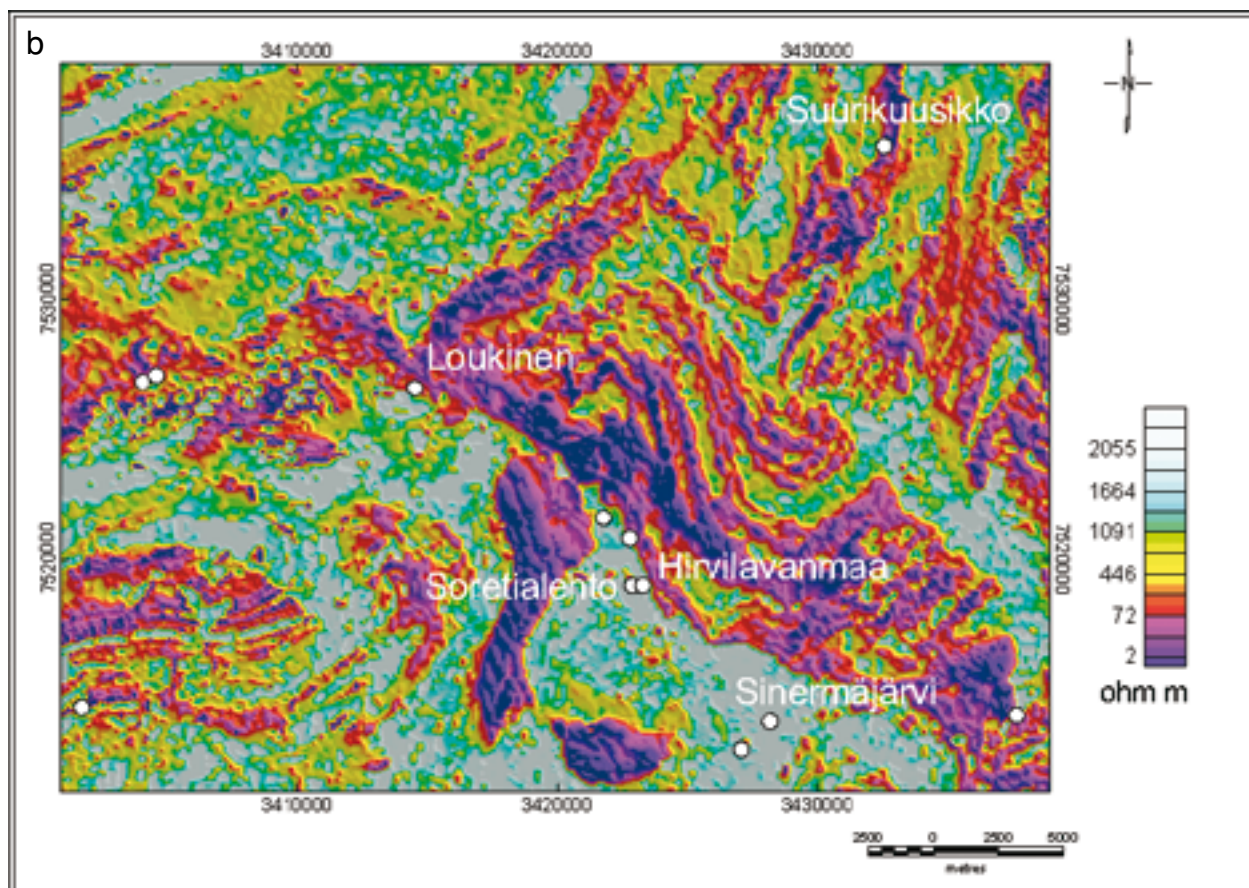 b
3410000 3420000 3430000
N
Suurikuusikko
7530000 7530000
Loukinen
2055
1664
1091
446
72
2
ohm m
7520000 7520000
Hirvilavanmaa
Soretialehto
Sinermäjärvi
3410000 3420000 3430000
2500 0 2500 5000
metres